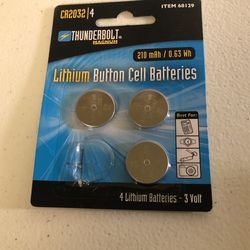 CR2032 | 4
ITEM 68129
THUNDERBOLT
MAGNUM
210 mAh / 0.63 Wh
Lithium Button Cell Batteries
Best For:
4 Lithium Batteries - 3 Volt